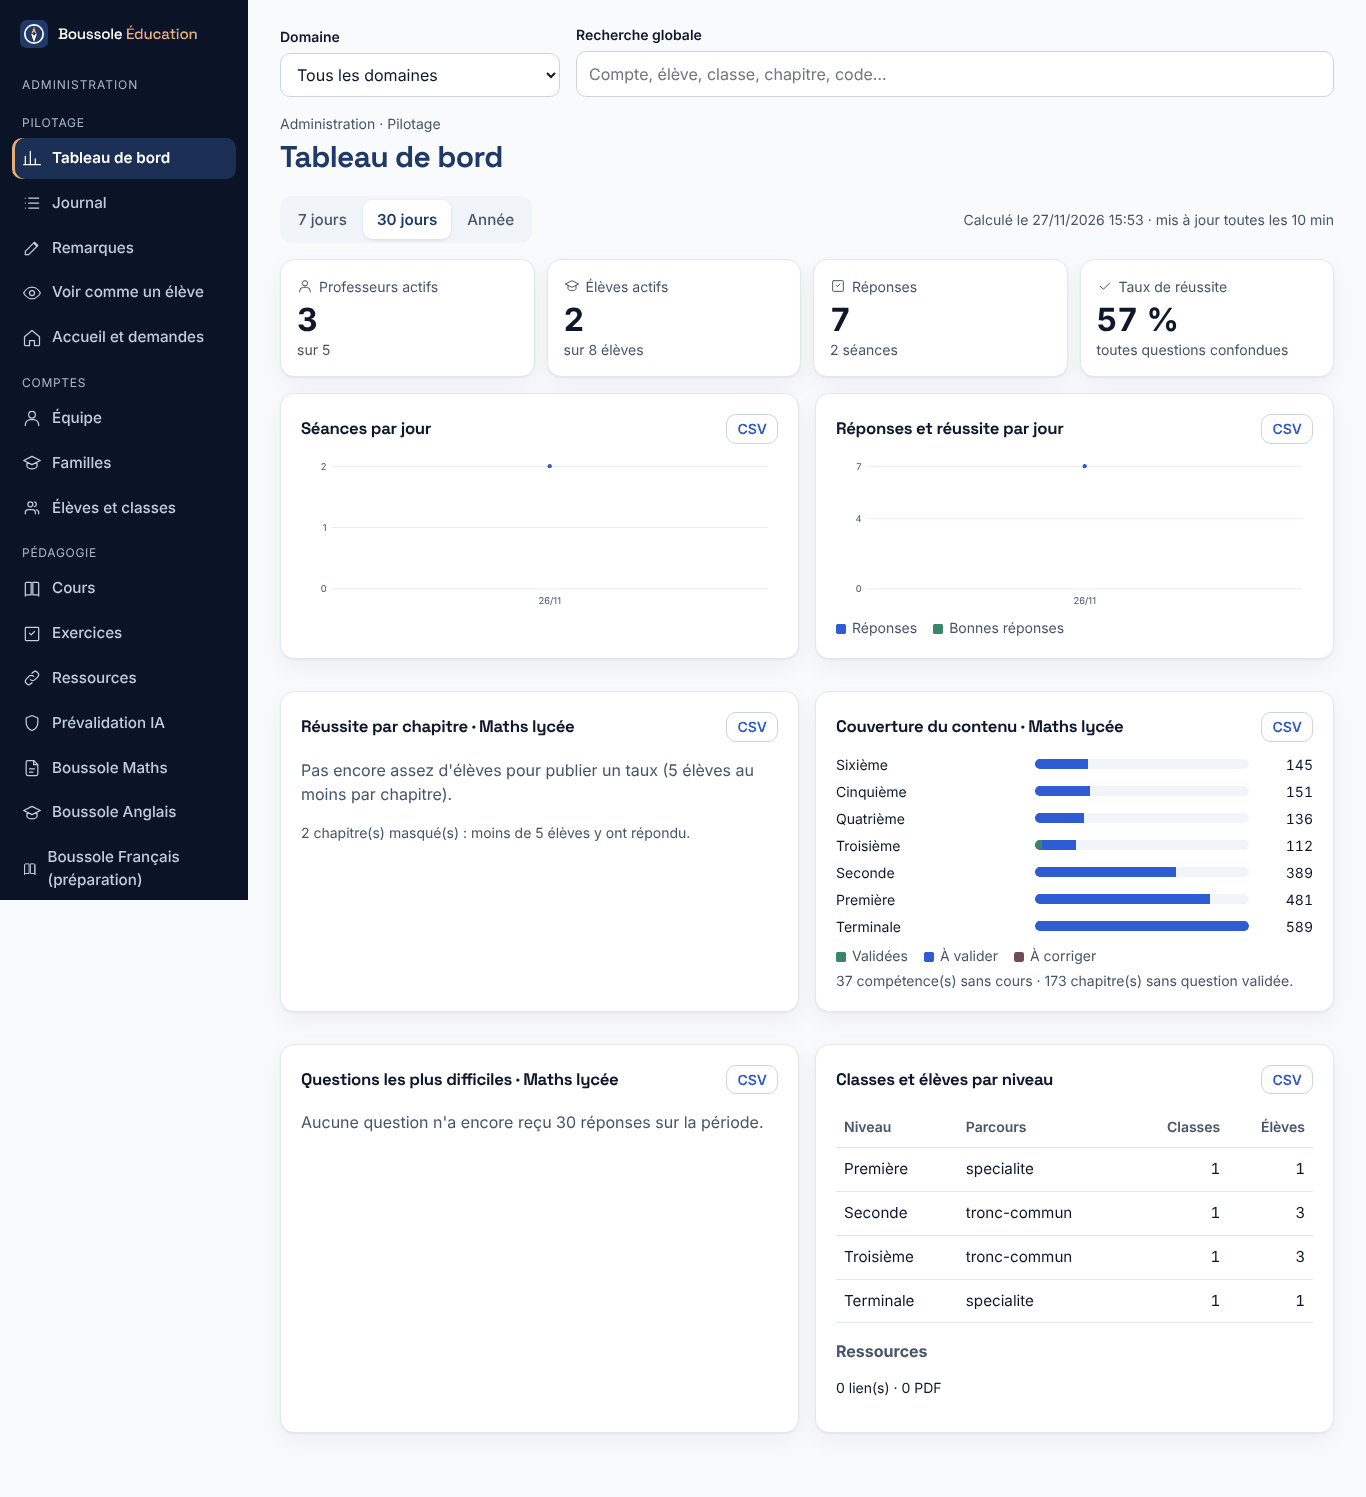 Boussole Éducation
ADMINISTRATION
PILOTAGE
Tableau de bord
Journal
Remarques
Voir comme un élève
Accueil et demandes
COMPTES
Équipe
Familles
Élèves et classes
PÉDAGOGIE
Cours
Exercices
Ressources
Prévalidation IA
Boussole Maths
Boussole Anglais
Boussole Français
(préparation)
Domaine
Tous les domaines
Recherche globale
Compte, élève, classe, chapitre, code...
Administration · Pilotage
Tableau de bord
7 jours
30 jours
Année
Calculé le 27/11/2026 15:53 · mis à jour toutes les 10 min
Professeurs actifs
3
sur 5
Élèves actifs
2
sur 8 élèves
Réponses
7
2 séances
Taux de réussite
57 %
toutes questions confondues
Séances par jour
CSV
2
1
0
26/11
Réponses et réussite par jour
CSV
7
4
0
26/11
Réponses
Bonnes réponses
Réussite par chapitre · Maths lycée
CSV
Pas encore assez d'élèves pour publier un taux (5 élèves au
moins par chapitre).
2 chapitre(s) masqué(s) : moins de 5 élèves y ont répondu.
Couverture du contenu · Maths lycée
CSV
Sixième 145
Cinquième 151
Quatrième 136
Troisième 112
Seconde 389
Première 481
Terminale 589
Validées
À valider
À corriger
37 compétence(s) sans cours · 173 chapitre(s) sans question validée.
Questions les plus difficiles · Maths lycée
CSV
Aucune question n'a encore reçu 30 réponses sur la période.
Classes et élèves par niveau
CSV
Niveau Parcours Classes Élèves
Première specialite 1 1
Seconde tronc-commun 1 3
Troisième tronc-commun 1 3
Terminale specialite 1 1
Ressources
0 lien(s) · 0 PDF